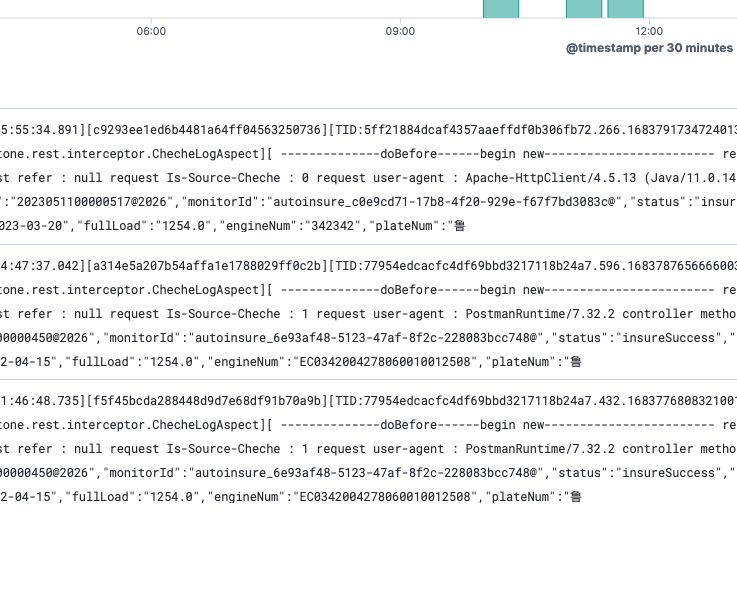 06:00 09:00 12:00
@timestamp per 30 minutes
5:55:34.891][c9293ee1ed6b4481a64ff04563250736][TID:5ff21884dcaf4357aaeffdf0b306fb72.266.1683791734724013
tone.rest.interceptor.ChecheLogAspect][ --------------doBefore------begin new------------------------ re
st refer : null request Is-Source-Cheche : 0 request user-agent : Apache-HttpClient/4.5.13 (Java/11.0.14
":"2023051100000517@2026","monitorId":"autoinsure_c0e9cd71-17b8-4f20-929e-f67f7bd3083c@","status":"insur
023-03-20","fullLoad":"1254.0","engineNum":"342342","plateNum":"鲁
4:47:37.042][a314e5a207b54affa1e1788029ff0c2b][TID:77954edcacfc4df69bbd3217118b24a7.596.1683787656666003
tone.rest.interceptor.ChecheLogAspect][ --------------doBefore------begin new------------------------ re
st refer : null request Is-Source-Cheche : 1 request user-agent : PostmanRuntime/7.32.2 controller metho
00000450@2026","monitorId":"autoinsure_6e93af48-5123-47af-8f2c-228083bcc748@","status":"insureSuccess","
2-04-15","fullLoad":"1254.0","engineNum":"EC0342004278060010012508","plateNum":"鲁
1:46:48.735][f5f45bcda288448d9d7e68df91b70a9b][TID:77954edcacfc4df69bbd3217118b24a7.432.1683776808321001
tone.rest.interceptor.ChecheLogAspect][ --------------doBefore------begin new------------------------ re
st refer : null request Is-Source-Cheche : 1 request user-agent : PostmanRuntime/7.32.2 controller metho
00000450@2026","monitorId":"autoinsure_6e93af48-5123-47af-8f2c-228083bcc748@","status":"insureSuccess","
2-04-15","fullLoad":"1254.0","engineNum":"EC0342004278060010012508","plateNum":"鲁